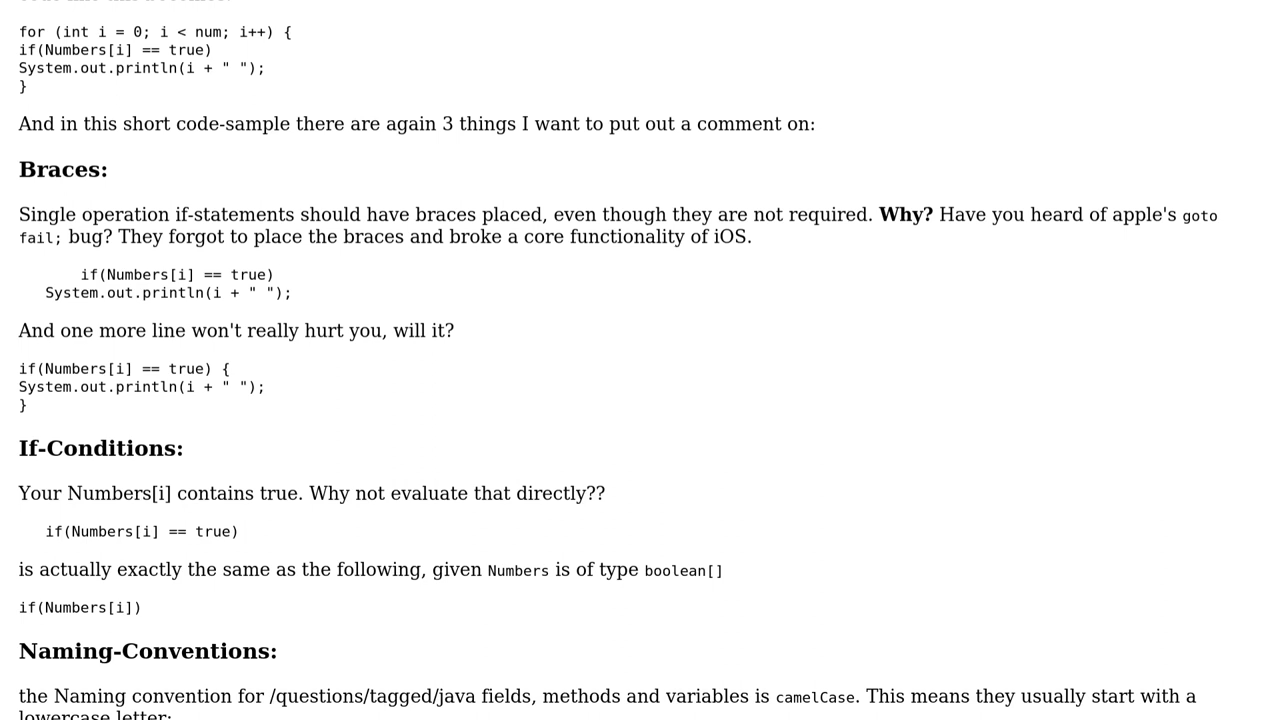 for (int i = 0; i < num; i++) {
if(Numbers[i] == true)
System.out.println(i + " ");
}
And in this short code-sample there are again 3 things I want to put out a comment on:
Braces:
Single operation if-statements should have braces placed, even though they are not required. Why? Have you heard of apple's goto
fail; bug? They forgot to place the braces and broke a core functionality of iOS.
if(Numbers[i] == true)
System.out.println(i + " ");
And one more line won't really hurt you, will it?
if(Numbers[i] == true) {
System.out.println(i + " ");
}
If-Conditions:
Your Numbers[i] contains true. Why not evaluate that directly??
if(Numbers[i] == true)
is actually exactly the same as the following, given Numbers is of type boolean[]
if(Numbers[i])
Naming-Conventions:
the Naming convention for /questions/tagged/java fields, methods and variables is camelCase. This means they usually start with a
lowercase letter: